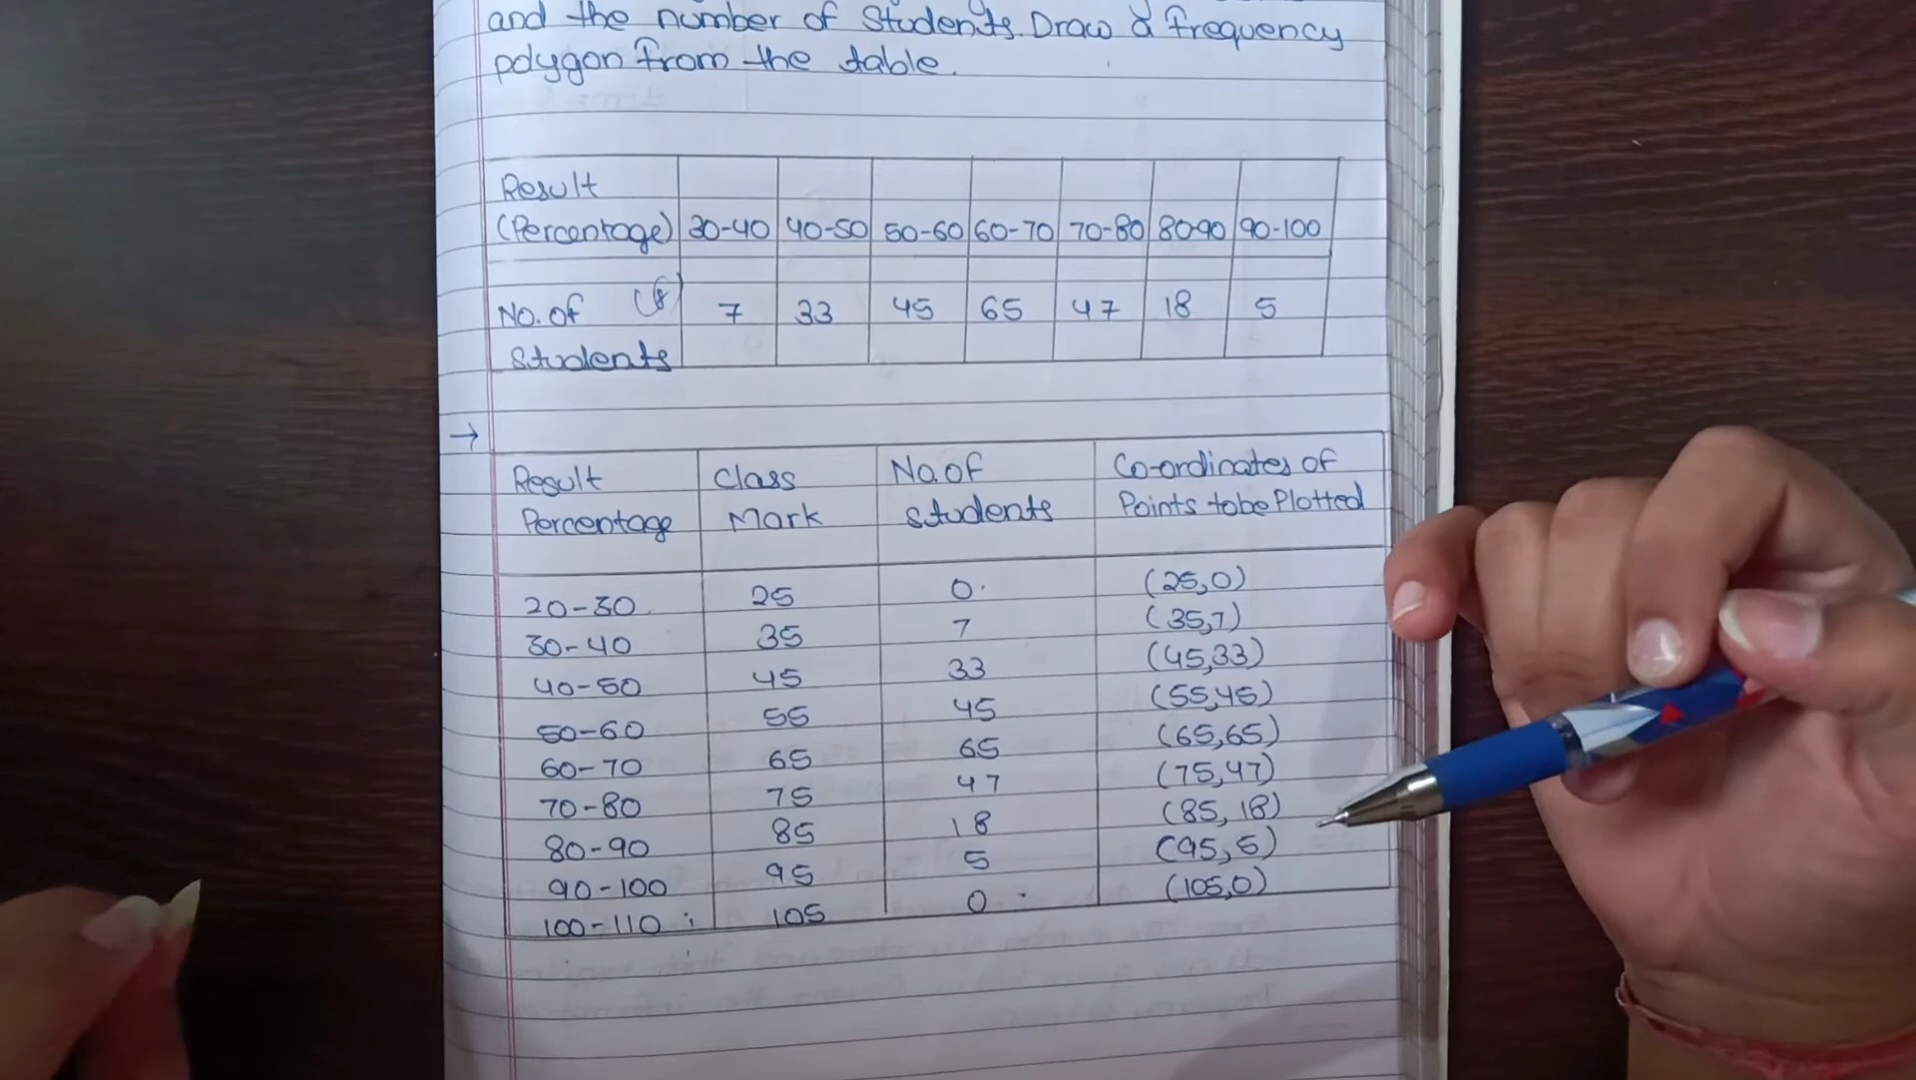 and the number of Students. Draw a frequency
polygon from the table.
Result
(Percentage) 30-40 40-50 50-60 60-70 70-80 80-90 90-100
No. of (f) 7 33 45 65 47 18 5
Students
→
Result Class No. of Co-ordinates of
Percentage Mark students Points to be Plotted
20-30 25 0 (25,0)
30-40 35 7 (35,7)
40-50 45 33 (45,33)
50-60 55 45 (55,45)
60-70 65 65 (65,65)
70-80 75 47 (75,47)
80-90 85 18 (85,18)
90-100 95 5 (95,5)
100-110 105 0 (105,0)